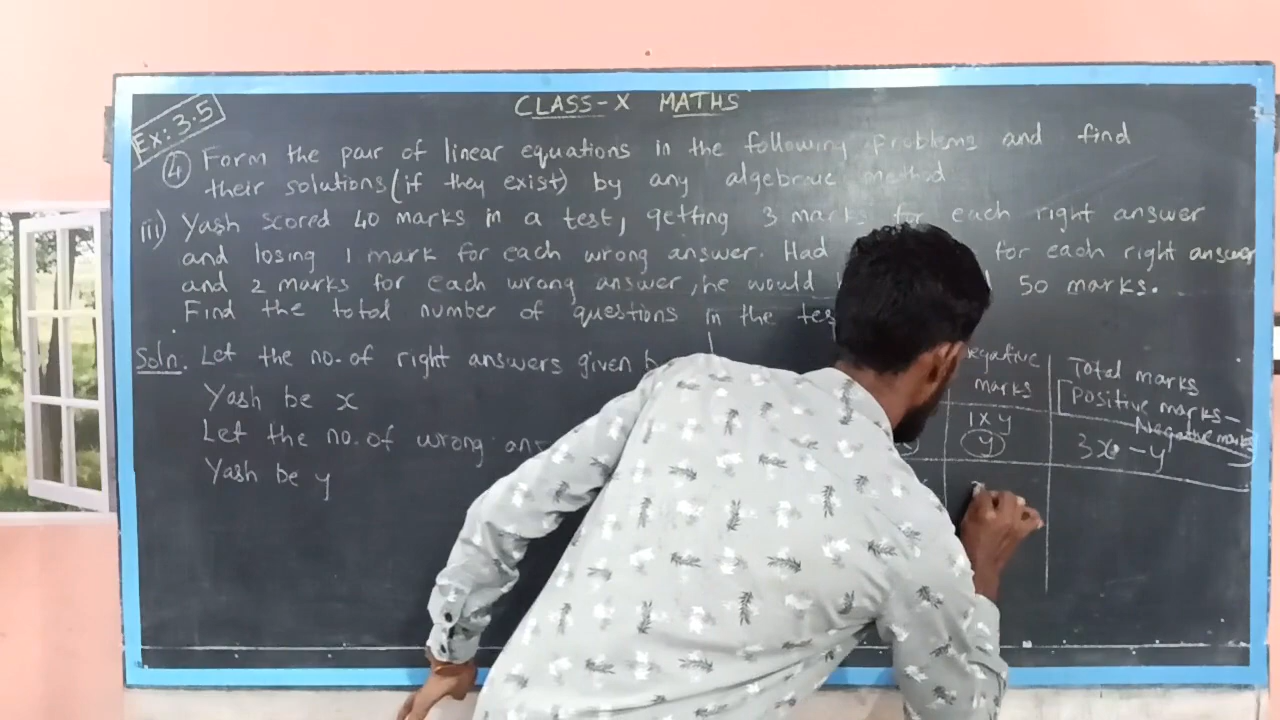 Ex: 3.5
CLASS-X MATHS
④ Form the pair of linear equations in the following problems and find
their solutions (if they exist) by any algebraic method
iii) Yash scored 40 marks in a test, getting 3 marks for each right answer
and losing 1 mark for each wrong answer. Had for each right answer
and 2 marks for each wrong answer, he would 50 marks.
Find the total number of questions in the
Soln. Let the no. of right answers given
Yash be x
Let the no. of wrong
Yash be y
Negative
marks
Total marks
[Positive marks -
Negative marks]
1 x y
y
3x - y